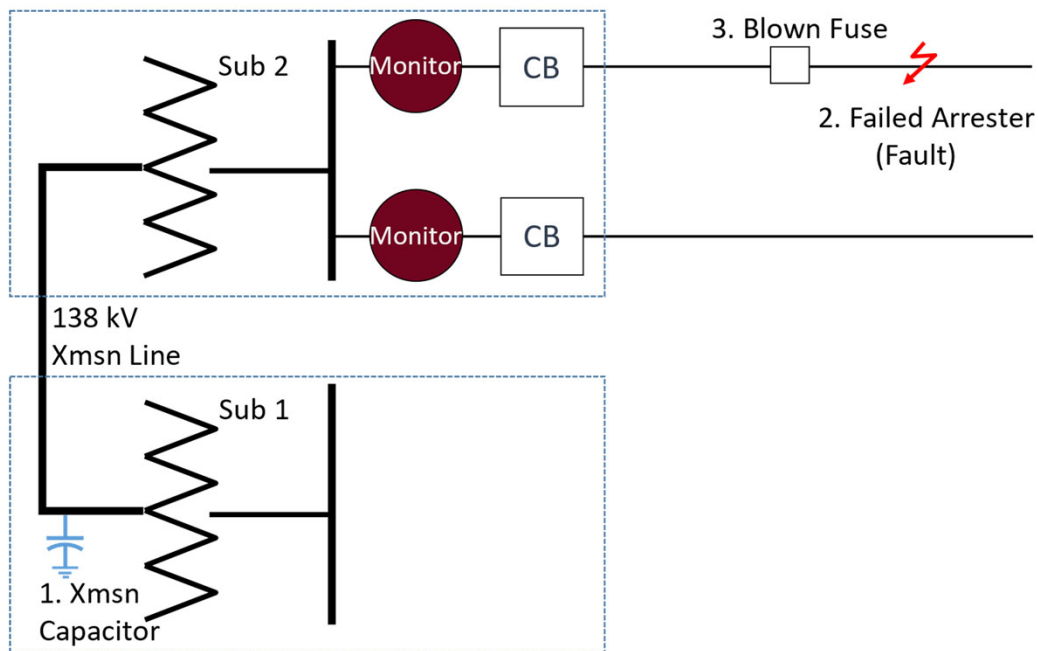 3. Blown Fuse
Sub 2
Monitor
CB
2. Failed Arrester
(Fault)
Monitor
CB
138 kV
Xmsn Line
Sub 1
1. Xmsn
Capacitor